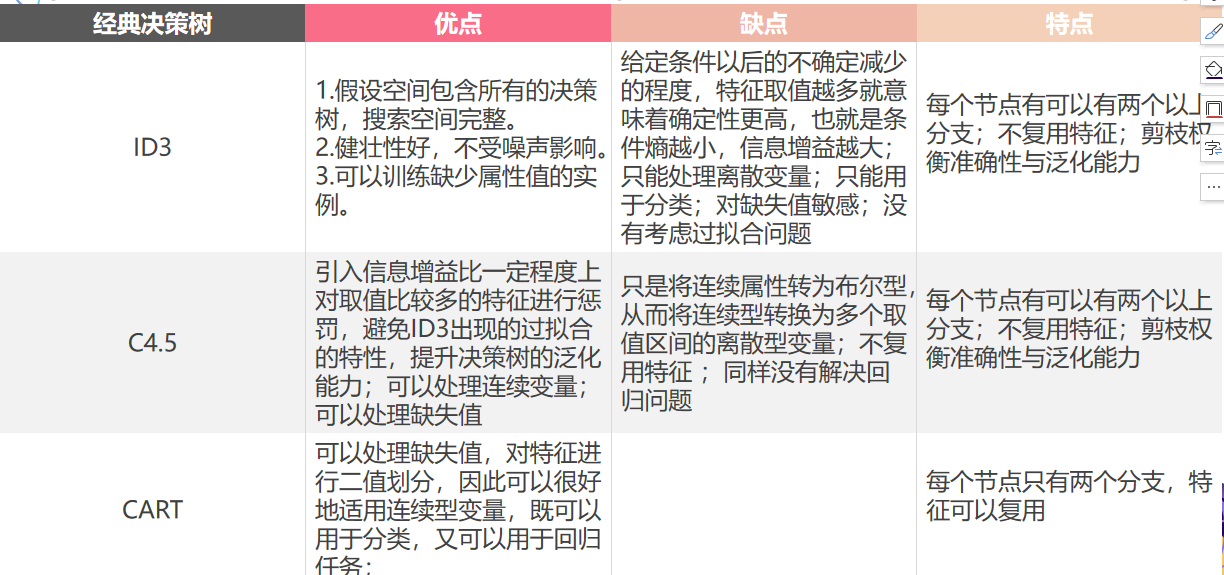 经典决策树
优点
缺点
特点
ID3
1.假设空间包含所有的决策
树，搜索空间完整。
2.健壮性好，不受噪声影响。
3.可以训练缺少属性值的实
例。
给定条件以后的不确定减少
的程度，特征取值越多就意
味着确定性更高，也就是条
件熵越小，信息增益越大；
只能处理离散变量；只能用
于分类；对缺失值敏感；没
有考虑过拟合问题
每个节点有可以有两个以上
分支；不复用特征；剪枝权
衡准确性与泛化能力
C4.5
引入信息增益比一定程度上
对取值比较多的特征进行惩
罚，避免ID3出现的过拟合
的特性，提升决策树的泛化
能力；可以处理连续变量；
可以处理缺失值
只是将连续属性转为布尔型，
从而将连续型转换为多个取
值区间的离散型变量；不复
用特征 ；同样没有解决回
归问题
每个节点有可以有两个以上
分支；不复用特征；剪枝权
衡准确性与泛化能力
CART
可以处理缺失值，对特征进
行二值划分，因此可以很好
地适用连续型变量，既可以
用于分类，又可以用于回归
任务；
每个节点只有两个分支，特
征可以复用
字